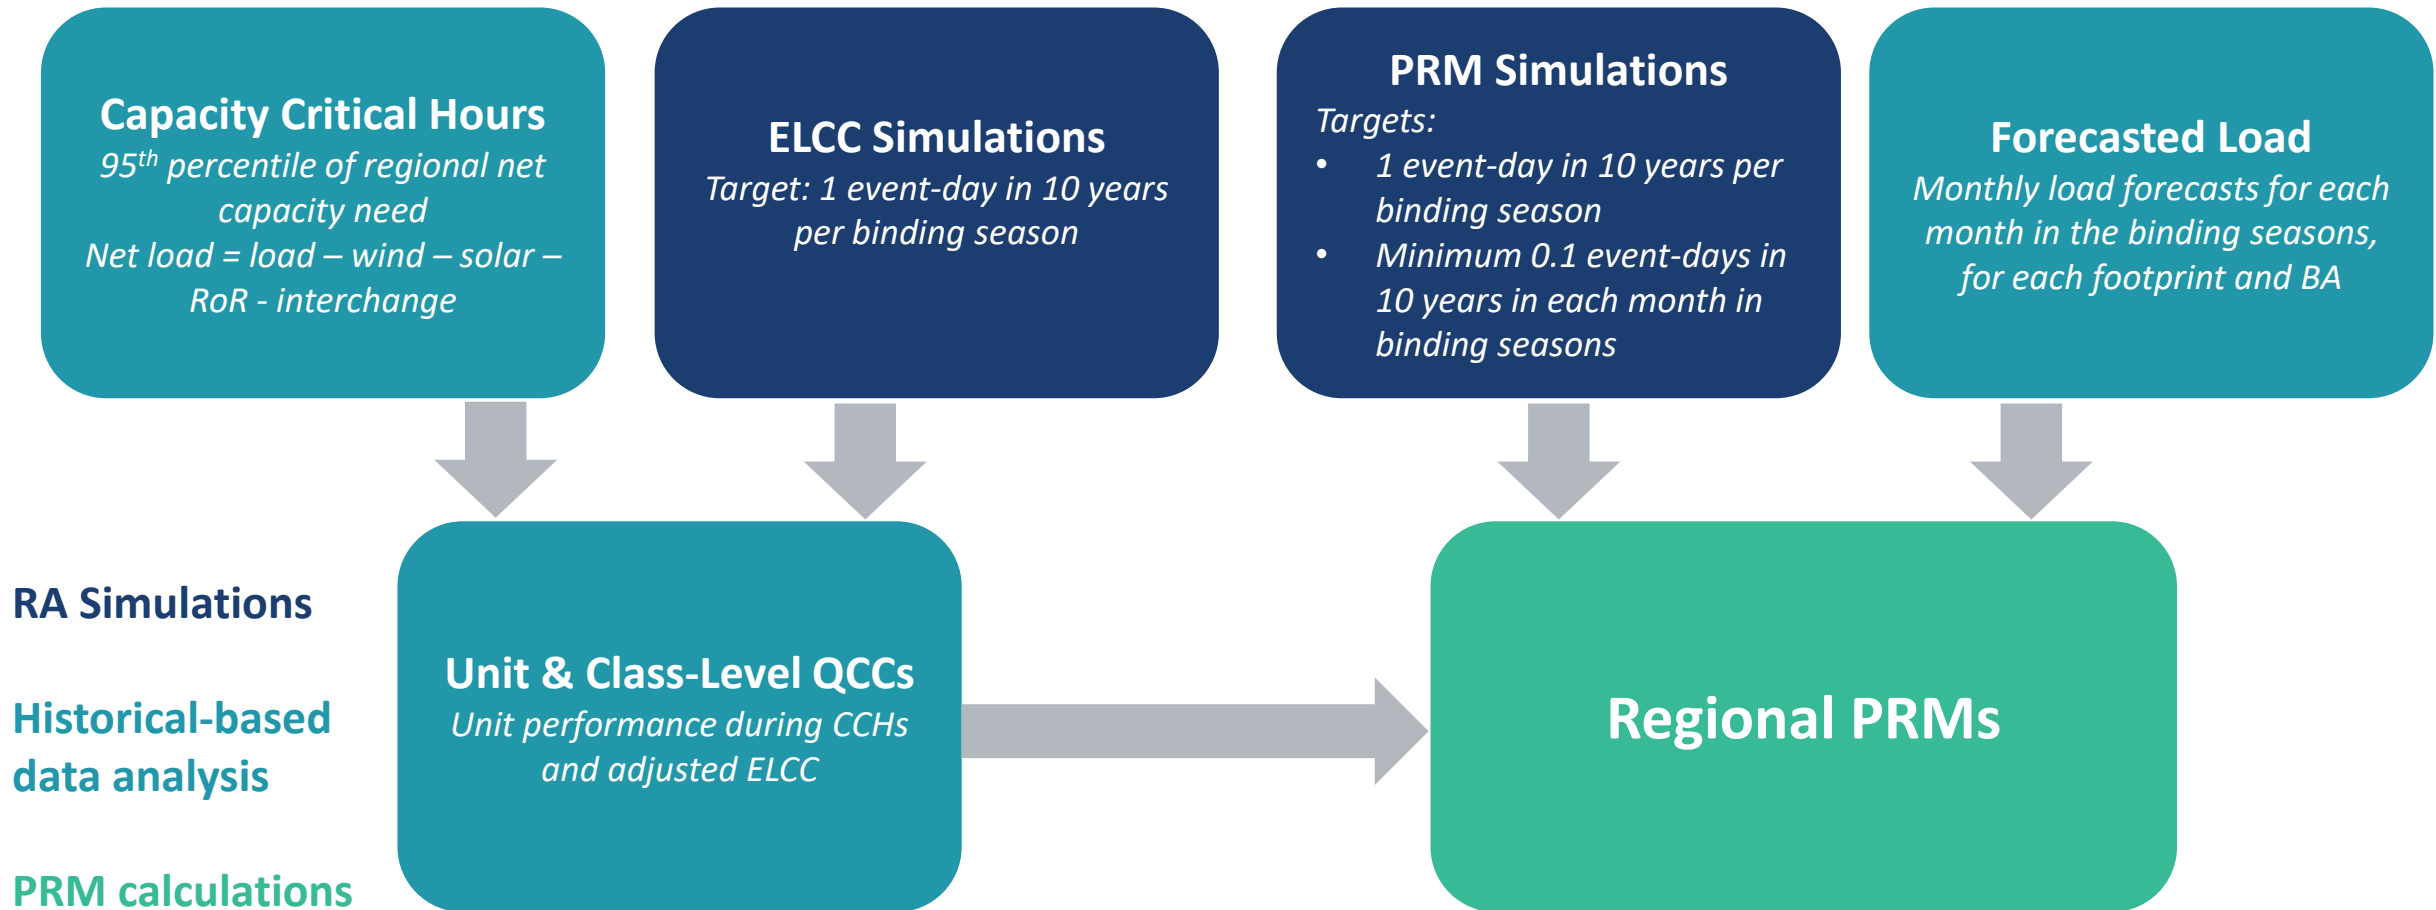 Capacity Critical Hours
95th percentile of regional net
capacity need
Net load = load – wind – solar –
RoR - interchange
ELCC Simulations
Target: 1 event-day in 10 years
per binding season
PRM Simulations
Targets:
• 1 event-day in 10 years per
binding season
• Minimum 0.1 event-days in
10 years in each month in
binding seasons
Forecasted Load
Monthly load forecasts for each
month in the binding seasons,
for each footprint and BA
RA Simulations
Historical-based
data analysis
PRM calculations
Unit & Class-Level QCCs
Unit performance during CCHs
and adjusted ELCC
Regional PRMs